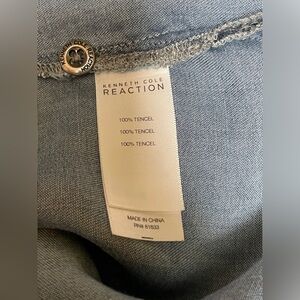 KENNETH COLE
REACTION
100% TENCEL
100% TENCEL
100% TENCEL
MADE IN CHINA
RN# 61833